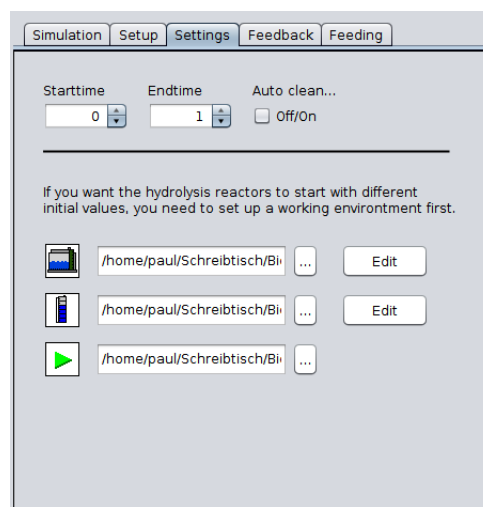 Simulation Setup Settings Feedback Feeding
Starttime Endtime Auto clean...
0 1 Off/On
If you want the hydrolysis reactors to start with different
initial values, you need to set up a working environtment first.
/home/paul/Schreibtisch/Bi ... Edit
/home/paul/Schreibtisch/Bi ... Edit
/home/paul/Schreibtisch/Bi ...